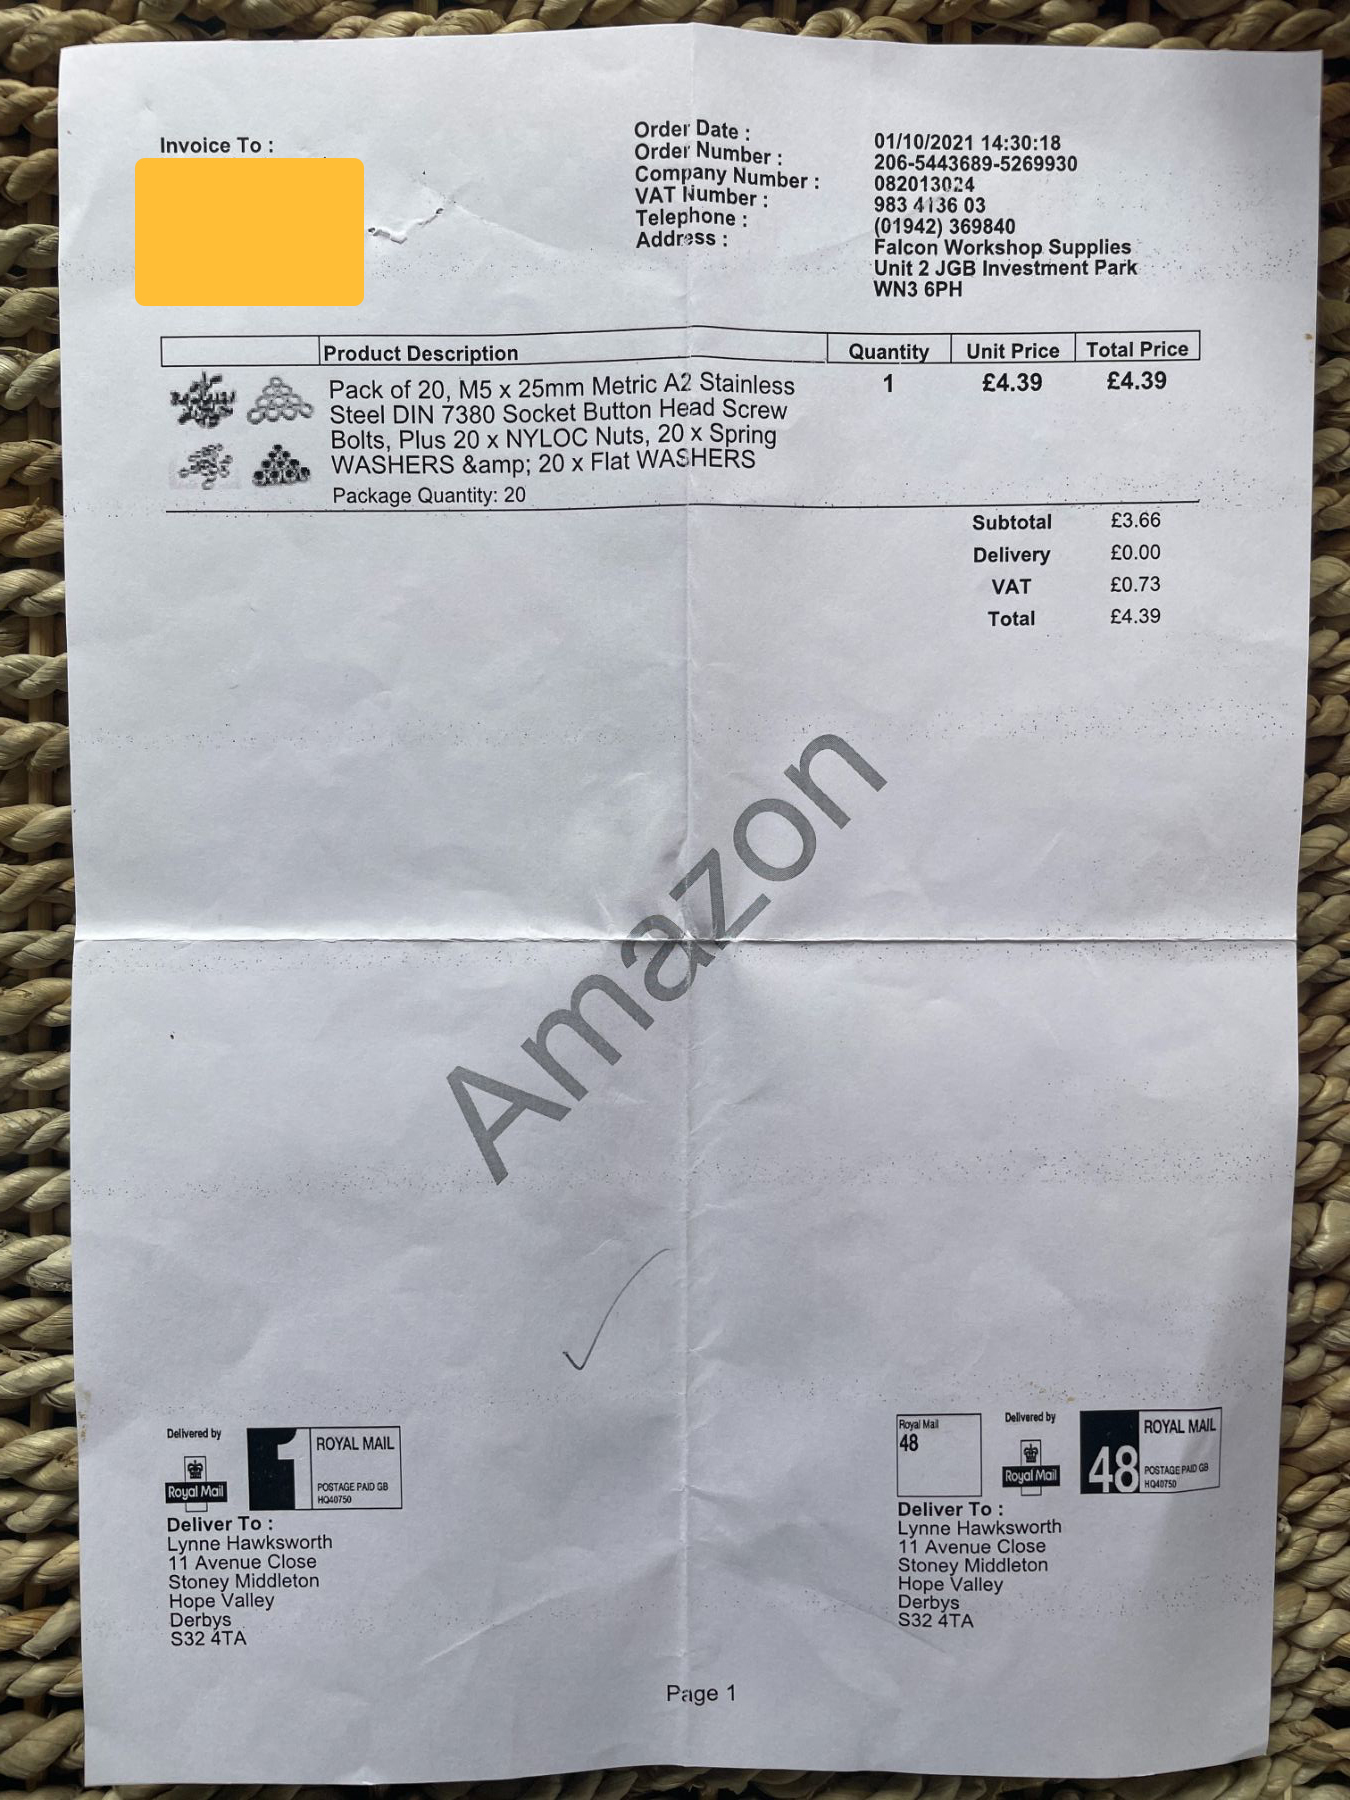 Invoice To :
Order Date : 01/10/2021 14:30:18
Order Number : 206-5443689-5269930
Company Number : 082013024
VAT Number : 983 4136 03
Telephone : (01942) 369840
Address : Falcon Workshop Supplies
Unit 2 JGB Investment Park
WN3 6PH
Product Description Quantity Unit Price Total Price
Pack of 20, M5 x 25mm Metric A2 Stainless 1 £4.39 £4.39
Steel DIN 7380 Socket Button Head Screw
Bolts, Plus 20 x NYLOC Nuts, 20 x Spring
WASHERS &amp; 20 x Flat WASHERS
Package Quantity: 20
Subtotal £3.66
Delivery £0.00
VAT £0.73
Total £4.39
Amazon
Delivered by
Royal Mail
1
ROYAL MAIL
POSTAGE PAID GB
HQ40750
Deliver To :
Lynne Hawksworth
11 Avenue Close
Stoney Middleton
Hope Valley
Derbys
S32 4TA
Royal Mail
48
Delivered by
Royal Mail
48
ROYAL MAIL
POSTAGE PAID GB
HQ40750
Deliver To :
Lynne Hawksworth
11 Avenue Close
Stoney Middleton
Hope Valley
Derbys
S32 4TA
Page 1